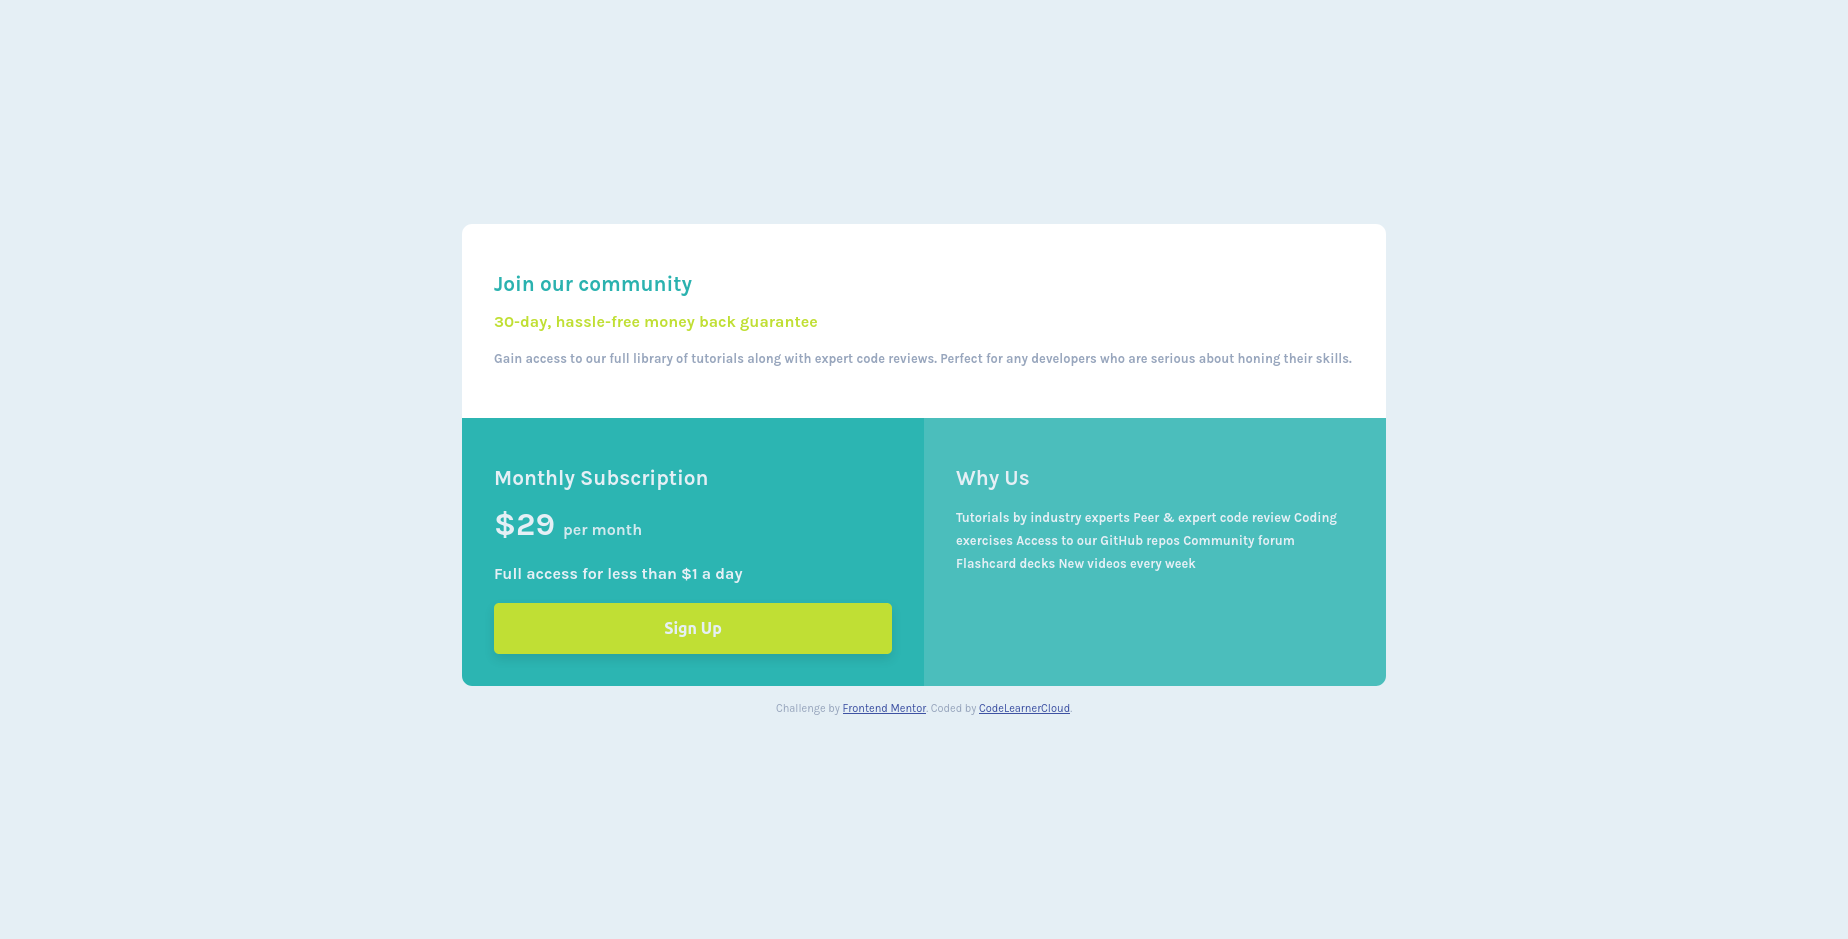 Join our community
30-day, hassle-free money back guarantee
Gain access to our full library of tutorials along with expert code reviews. Perfect for any developers who are serious about honing their skills.
Monthly Subscription
$29 per month
Full access for less than $1 a day
Sign Up
Why Us
Tutorials by industry experts Peer & expert code review Coding
exercises Access to our GitHub repos Community forum
Flashcard decks New videos every week
Challenge by Frontend Mentor. Coded by CodeLearnerCloud.